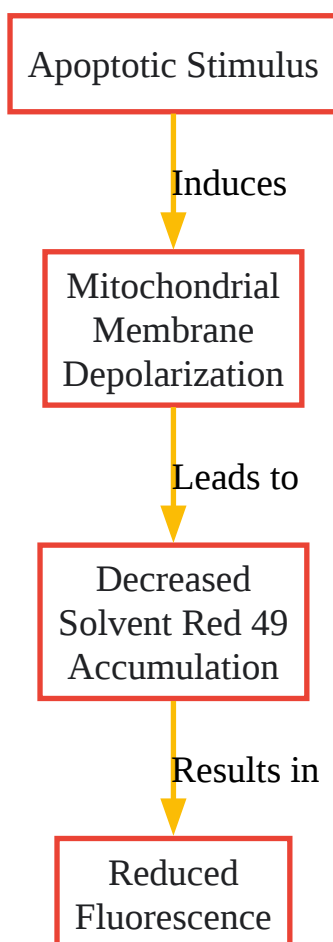 Apoptotic Stimulus
Induces
Mitochondrial
Membrane
Depolarization
Leads to
Decreased
Solvent Red 49
Accumulation
Results in
Reduced
Fluorescence